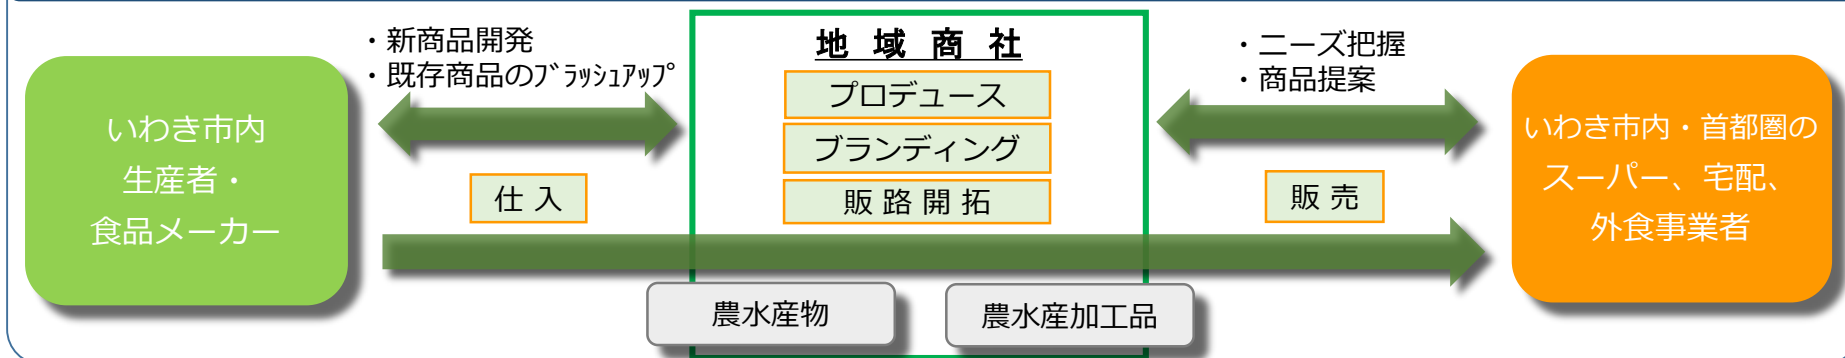 いわき市内
生産者・
食品メーカー
・新商品開発
・既存商品のﾌﾞﾗｯｼｭｱｯﾌﾟ
仕 入
地 域 商 社
プロデュース
ブランディング
販 路 開 拓
農水産物
農水産加工品
・ニーズ把握
・商品提案
販 売
いわき市内・首都圏の
スーパー、宅配、
外食事業者